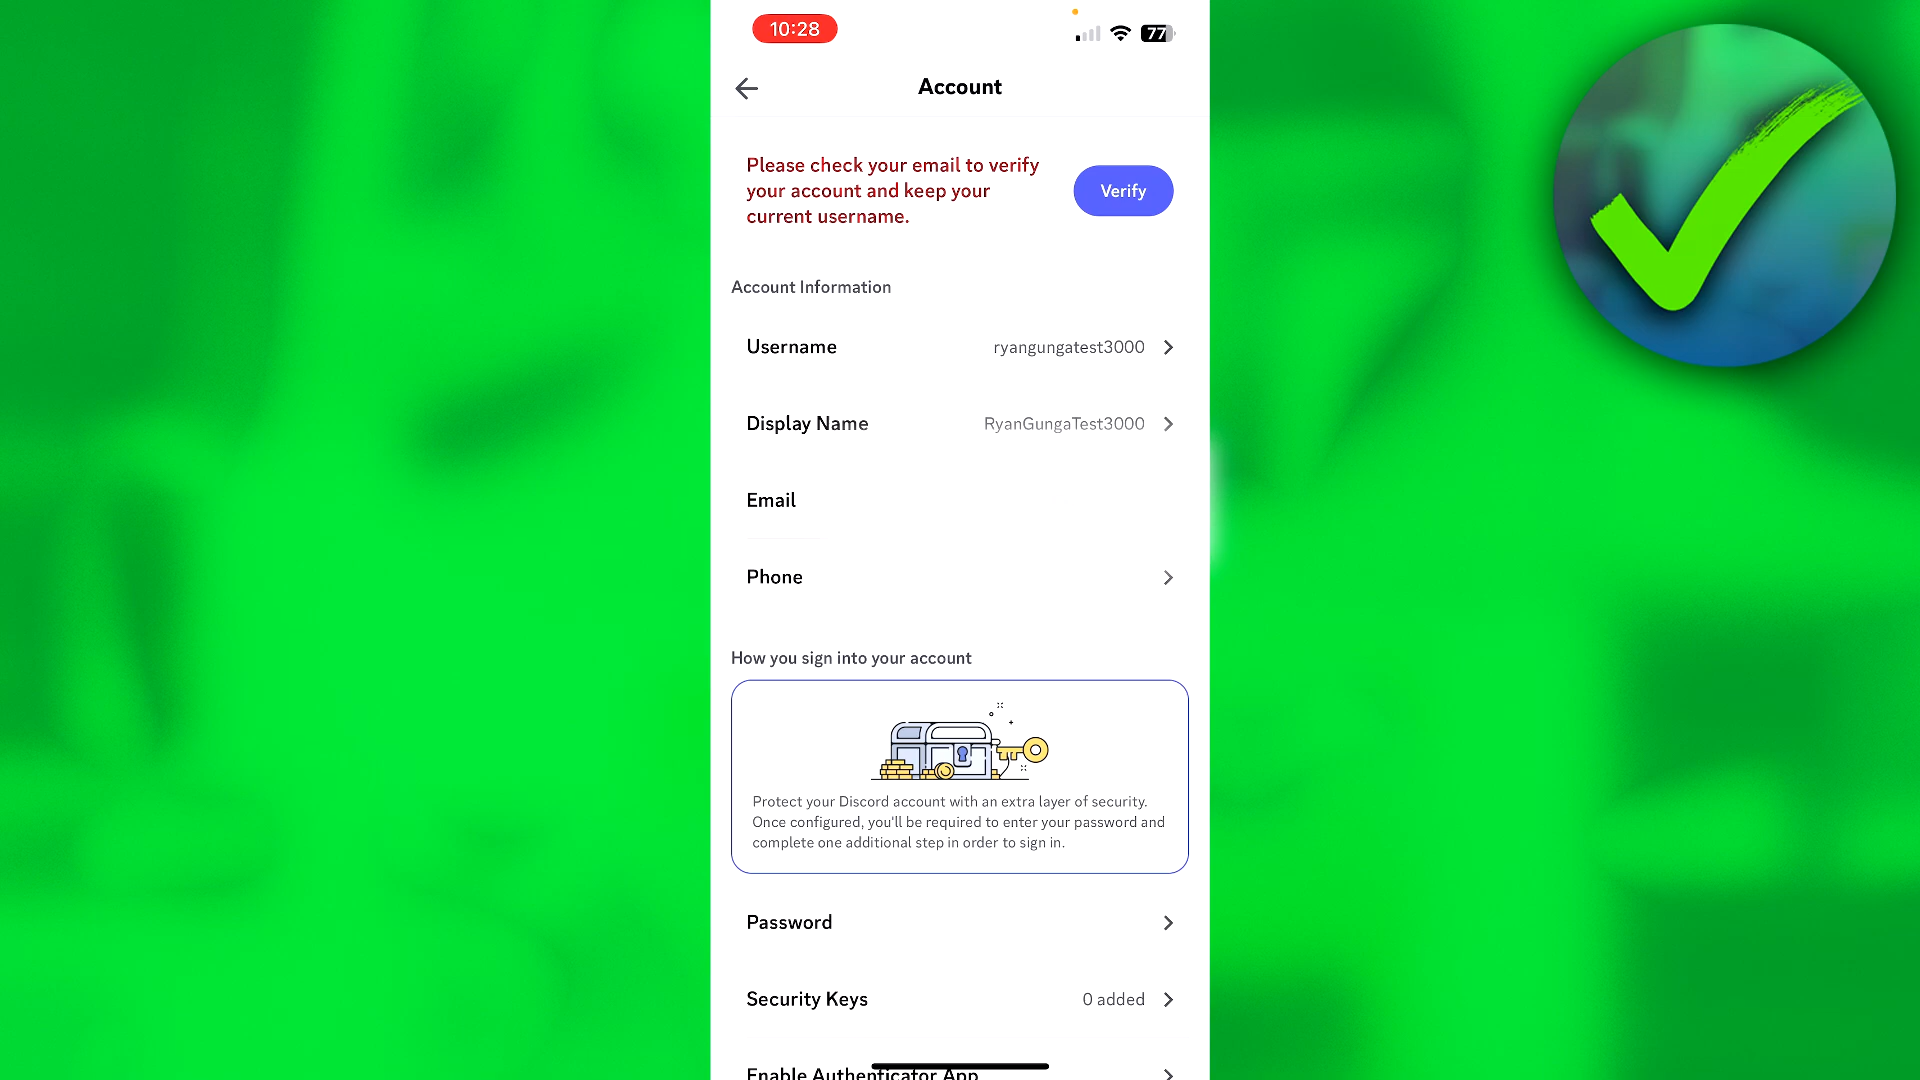 10:28
77
Account
Please check your email to verify
your account and keep your
current username.
Verify
Account Information
Username ryangungatest3000
Display Name RyanGungaTest3000
Email
Phone
How you sign into your account
Protect your Discord account with an extra layer of security.
Once configured, you'll be required to enter your password and
complete one additional step in order to sign in.
Password
Security Keys 0 added
Enable Authenticator App